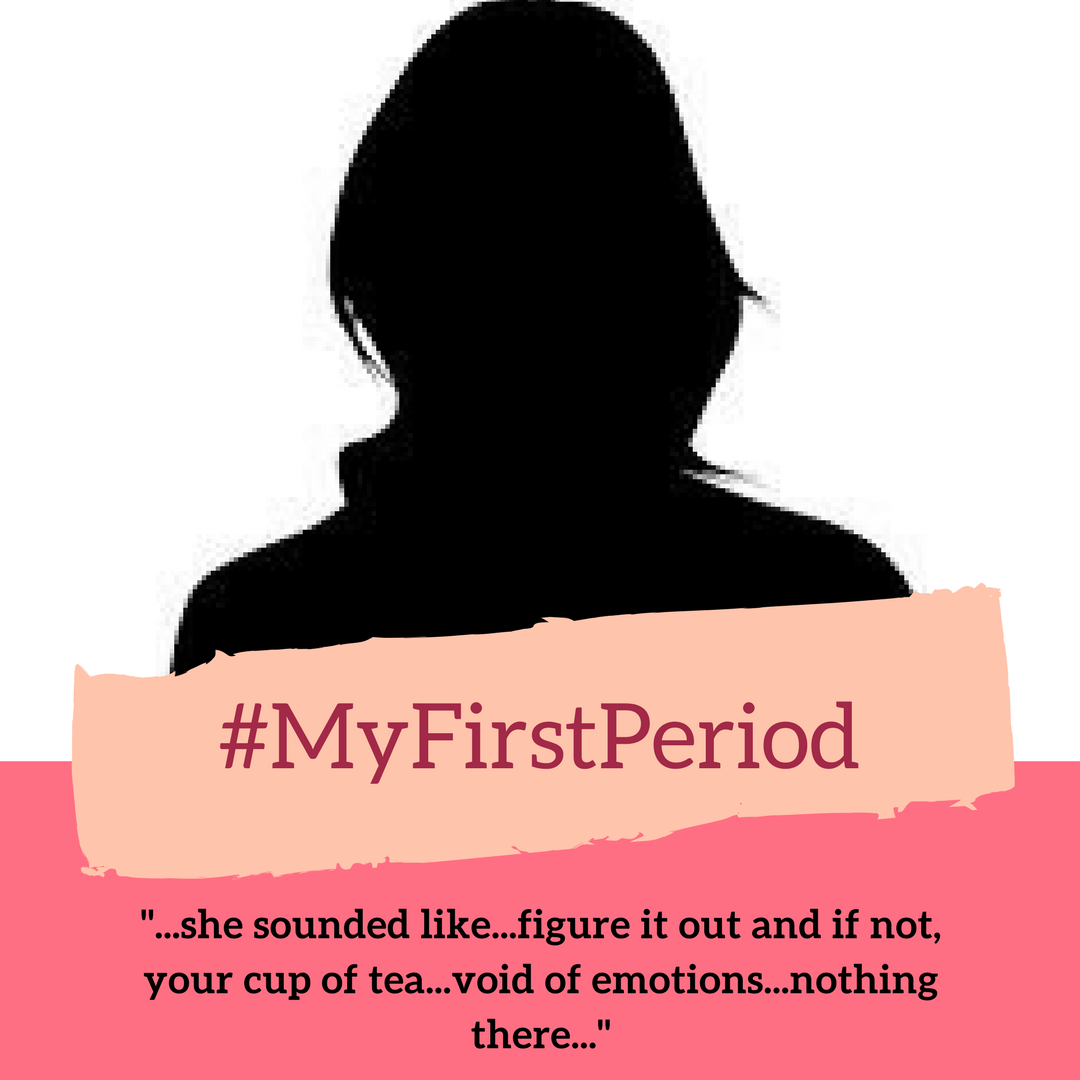 #MyFirstPeriod
"...she sounded like...figure it out and if not,
your cup of tea...void of emotions...nothing
there..."